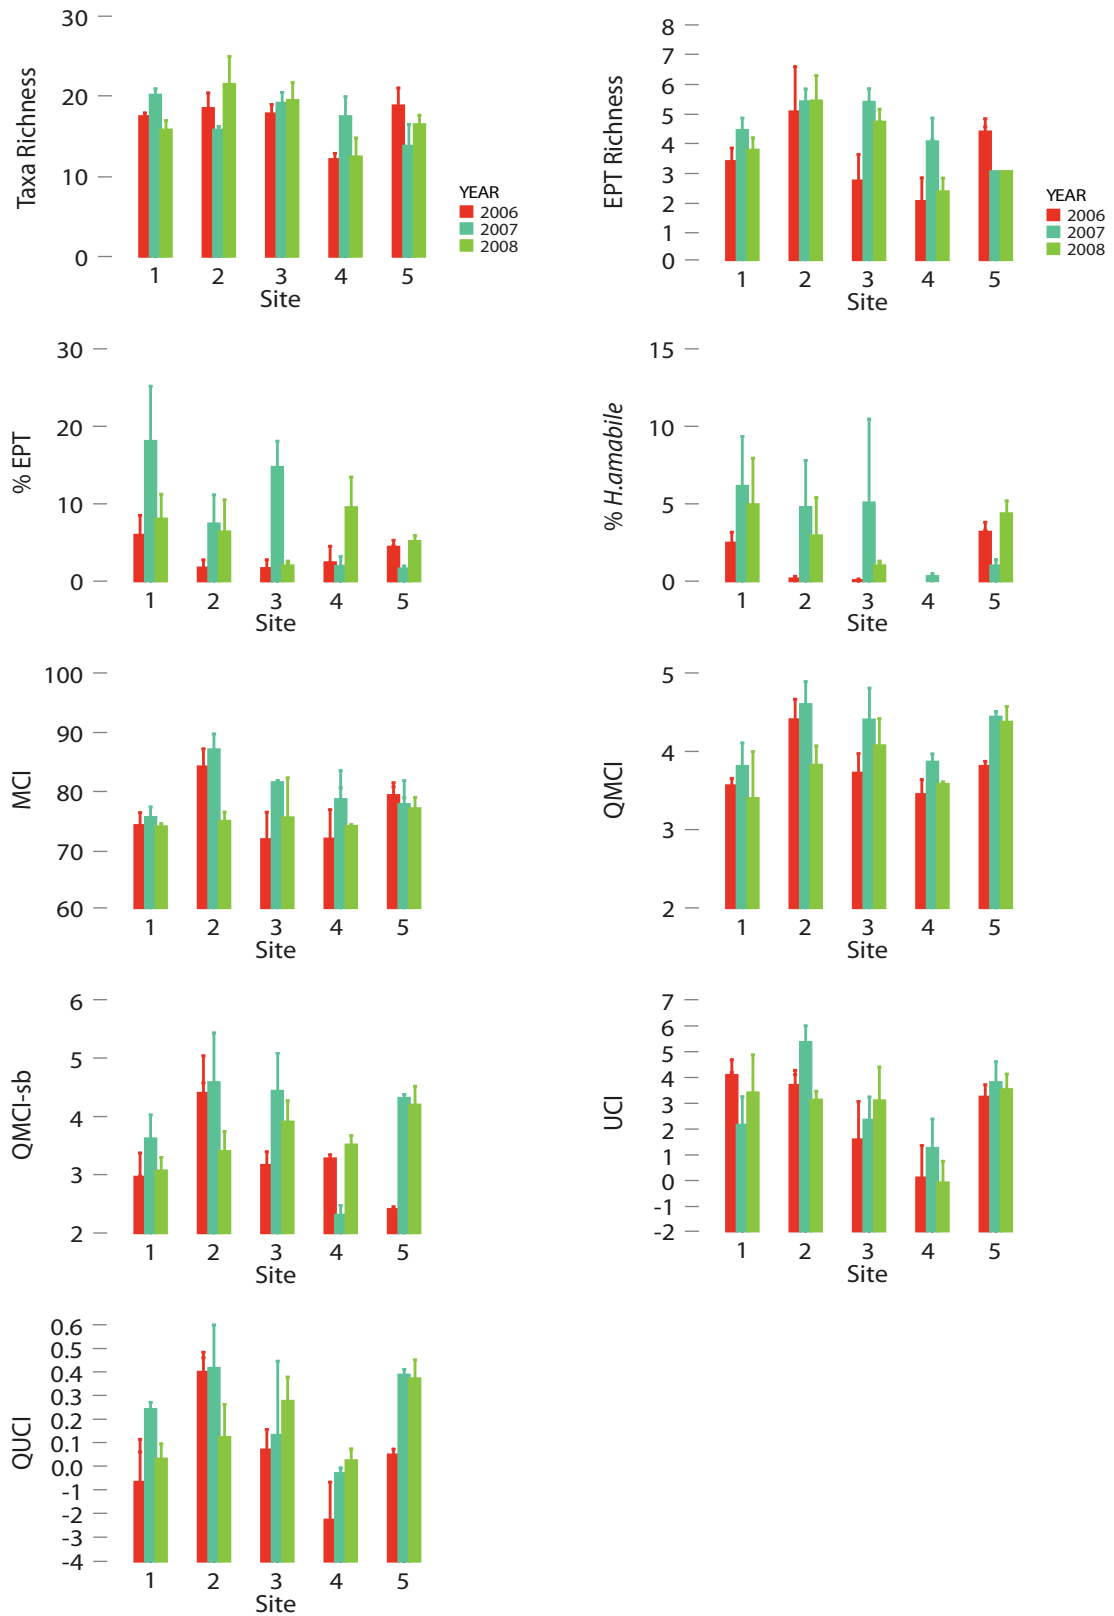 Taxa Richness
30
20
10
0
1 2 3 4 5
Site
YEAR
2006
2007
2008
EPT Richness
8
7
6
5
4
3
2
1
0
1 2 3 4 5
Site
YEAR
2006
2007
2008
% EPT
30
20
10
0
1 2 3 4 5
Site
% H.amabile
15
10
5
0
1 2 3 4 5
Site
MCI
100
90
80
70
60
1 2 3 4 5
Site
QMCI
5
4
3
2
1 2 3 4 5
Site
QMCI-sb
6
5
4
3
2
1 2 3 4 5
Site
UCI
7
6
5
4
3
2
1
0
-1
-2
1 2 3 4 5
Site
QUCI
0.6
0.5
0.4
0.3
0.2
0.1
0.0
-1
-2
-3
-4
1 2 3 4 5
Site